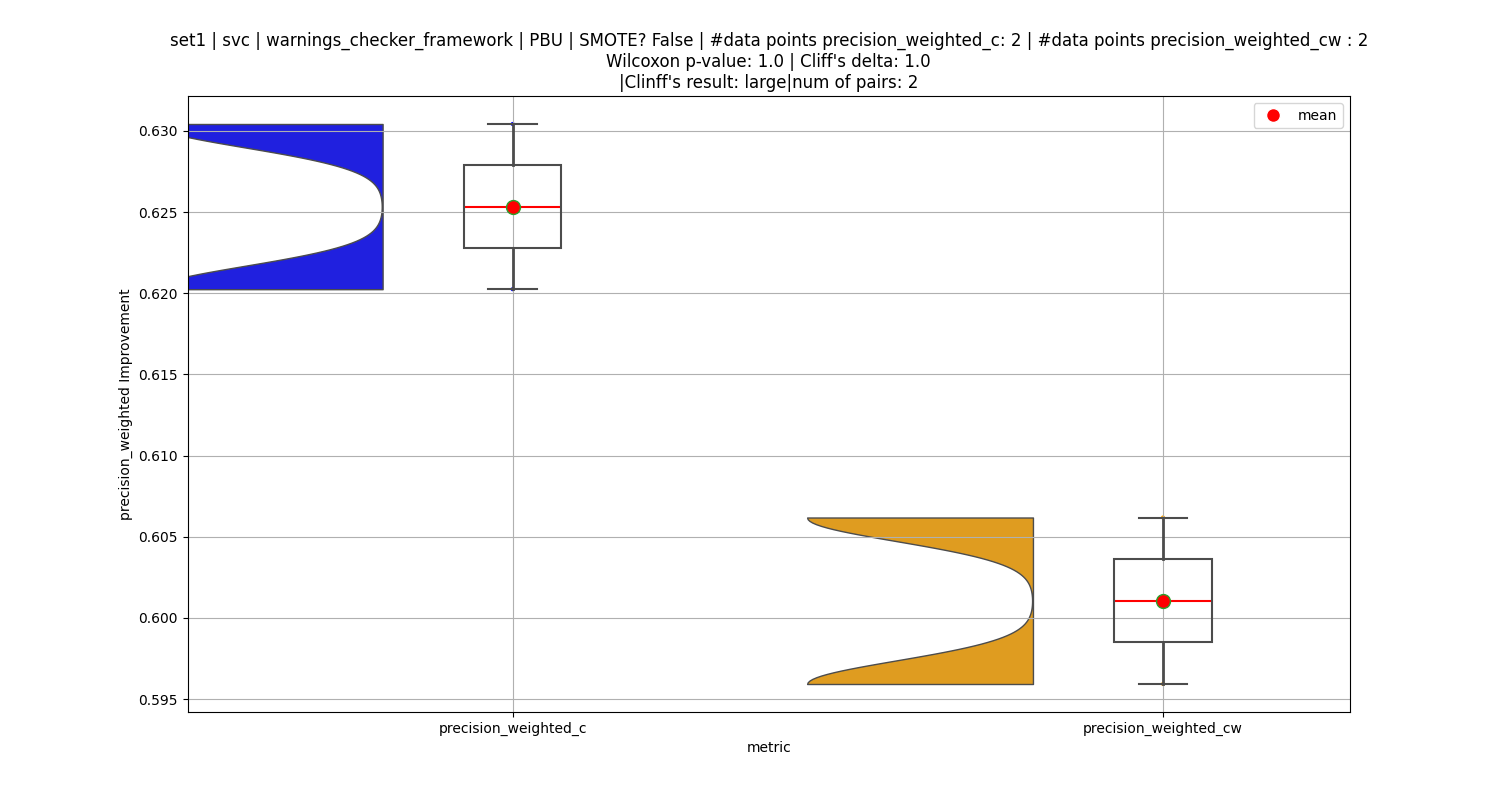 set1 | svc | warnings_checker_framework | PBU | SMOTE? False | #data points precision_weighted_c: 2 | #data points precision_weighted_cw : 2
Wilcoxon p-value: 1.0 | Cliff's delta: 1.0
|Clinff's result: large|num of pairs: 2
mean
0.630
0.625
0.620
0.615
0.610
0.605
0.600
0.595
precision_weighted Improvement
precision_weighted_c
precision_weighted_cw
metric